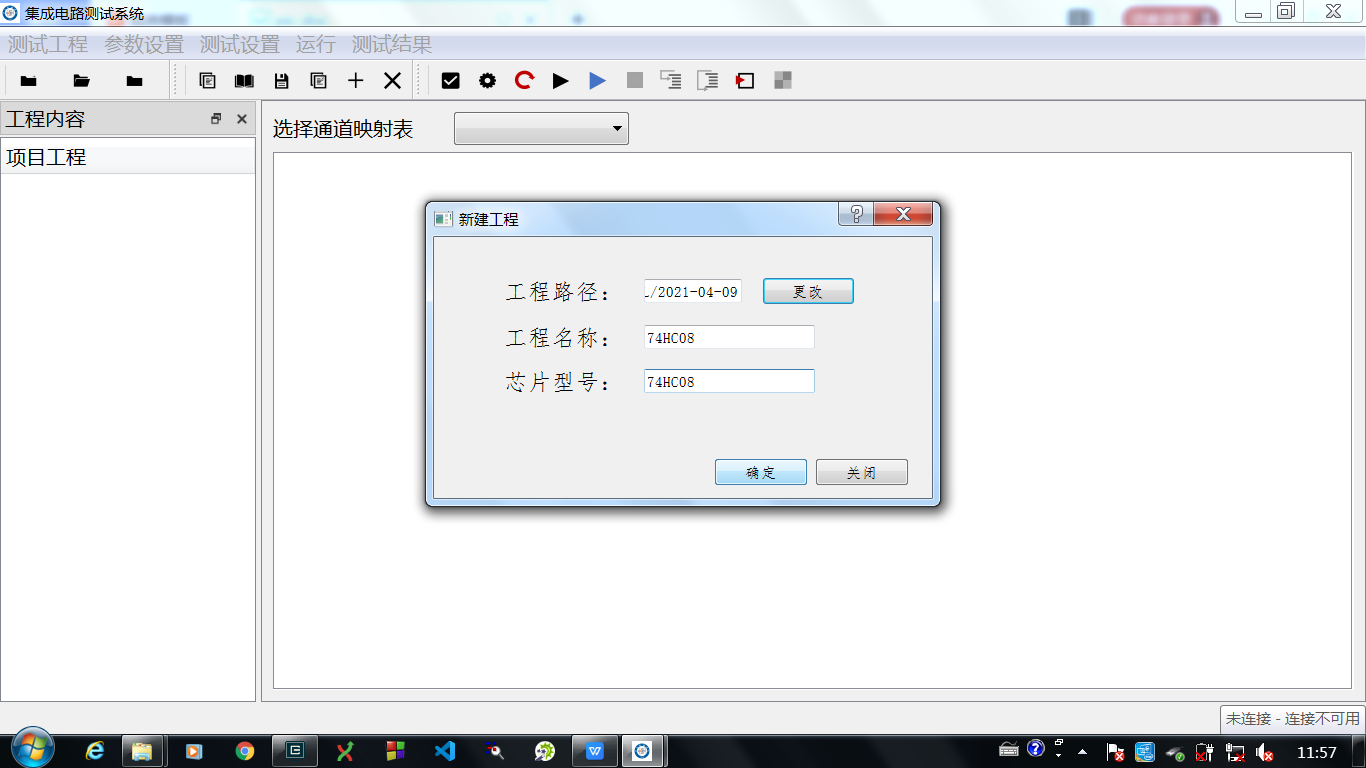 集成电路测试系统
测试工程 参数设置 测试设置 运行 测试结果
工程内容
项目工程
选择通道映射表
新建工程
工程路径： /2021-04-09 更改
工程名称： 74HC08
芯片型号： 74HC08
确定 关闭
未连接 - 连接不可用
11:57